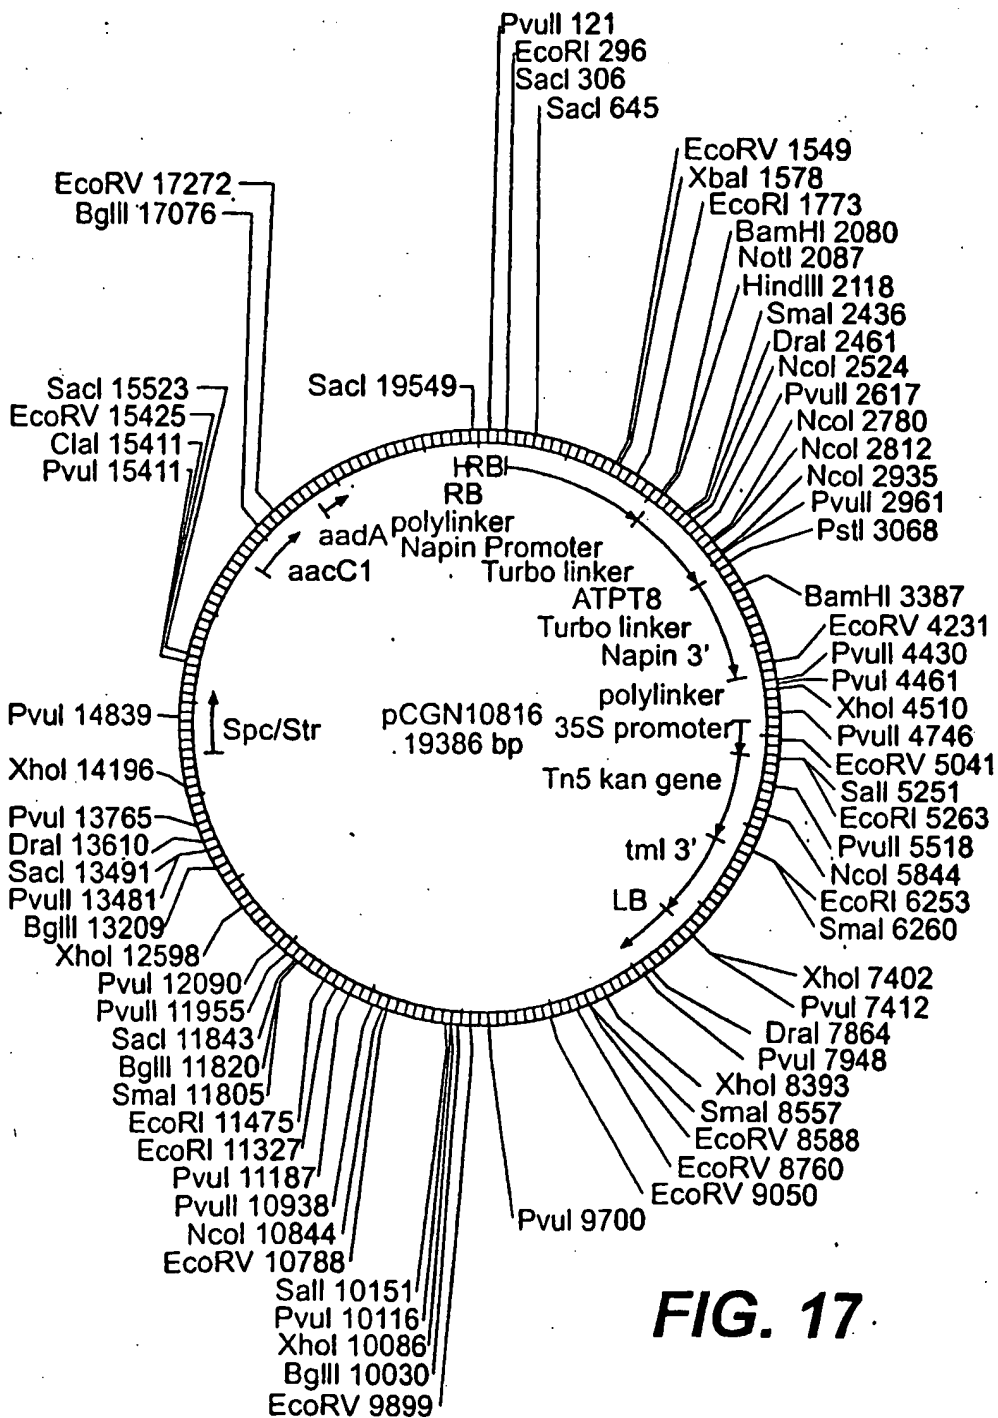 PvuII 121
EcoRI 296
SacI 306
SacI 645
EcoRV 1549
XbaI 1578
EcoRI 1773
BamHI 2080
NotI 2087
HindIII 2118
SmaI 2436
DraI 2461
NcoI 2524
PvuII 2617
NcoI 2780
NcoI 2812
NcoI 2935
PvuII 2961
PstI 3068
BamHI 3387
EcoRV 4231
PvuII 4430
PvuI 4461
XhoI 4510
PvuII 4746
EcoRV 5041
SalI 5251
EcoRI 5263
PvuII 5518
NcoI 5844
EcoRI 6253
SmaI 6260
XhoI 7402
PvuI 7412
DraI 7864
PvuI 7948
XhoI 8393
SmaI 8557
EcoRV 8588
EcoRV 8760
EcoRV 9050
PvuI 9700
EcoRV 9899
BglII 10030
XhoI 10086
PvuI 10116
SalI 10151
EcoRV 10788
NcoI 10844
PvuII 10938
PvuI 11187
EcoRI 11327
EcoRI 11475
SmaI 11805
BglII 11820
SacI 11843
PvuII 11955
PvuI 12090
XhoI 12598
BglII 13209
PvuII 13481
SacI 13491
DraI 13610
PvuI 13765
XhoI 14196
PvuI 14839
PvuI 15411
ClaI 15411
EcoRV 15425
SacI 15523
BglII 17076
EcoRV 17272
SacI 19549
RB
RB
polylinker
Napin Promoter
Turbo linker
ATPT8
Turbo linker
Napin 3'
polylinker
35S promoter
Tn5 kan gene
tml 3'
LB
Spc/Str
aacC1
aadA
pCGN10816
19386 bp
FIG. 17